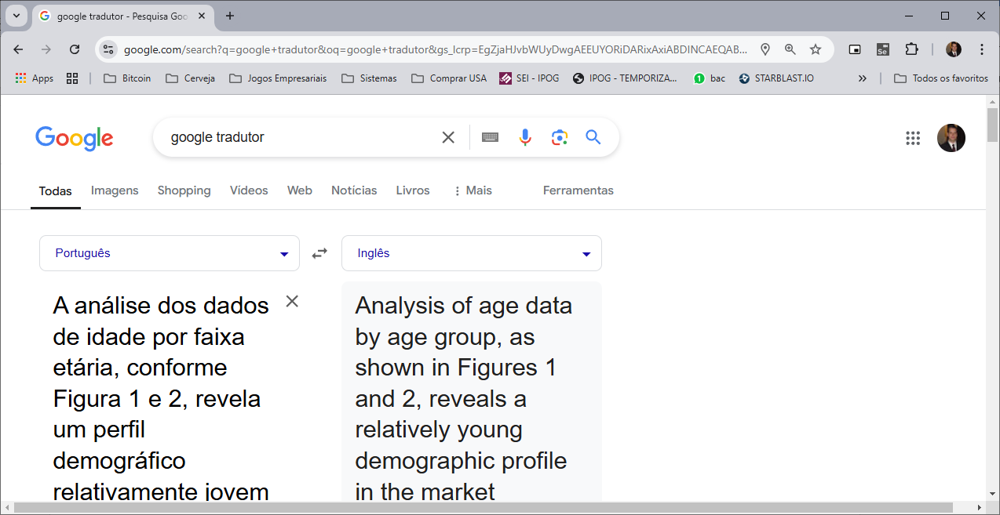 google tradutor - Pesquisa Goo
google.com/search?q=google+tradutor&oq=google+tradutor&gs_lcrp=EgZjaHJvbWUyDwgAEEUYORiDARixAxiABDINCAEQAB...
Apps
Bitcoin
Cerveja
Jogos Empresariais
Sistemas
Comprar USA
SEI - IPOG
IPOG - TEMPORIZA...
1
bac
STARBLAST.IO
Todos os favoritos
Se
Google
google tradutor
Todas
Imagens
Shopping
Vídeos
Web
Notícias
Livros
Mais
Ferramentas
Português
Inglês
A análise dos dados
de idade por faixa
etária, conforme
Figura 1 e 2, revela
um perfil
demográfico
relativamente jovem
Analysis of age data
by age group, as
shown in Figures 1
and 2, reveals a
relatively young
demographic profile
in the market